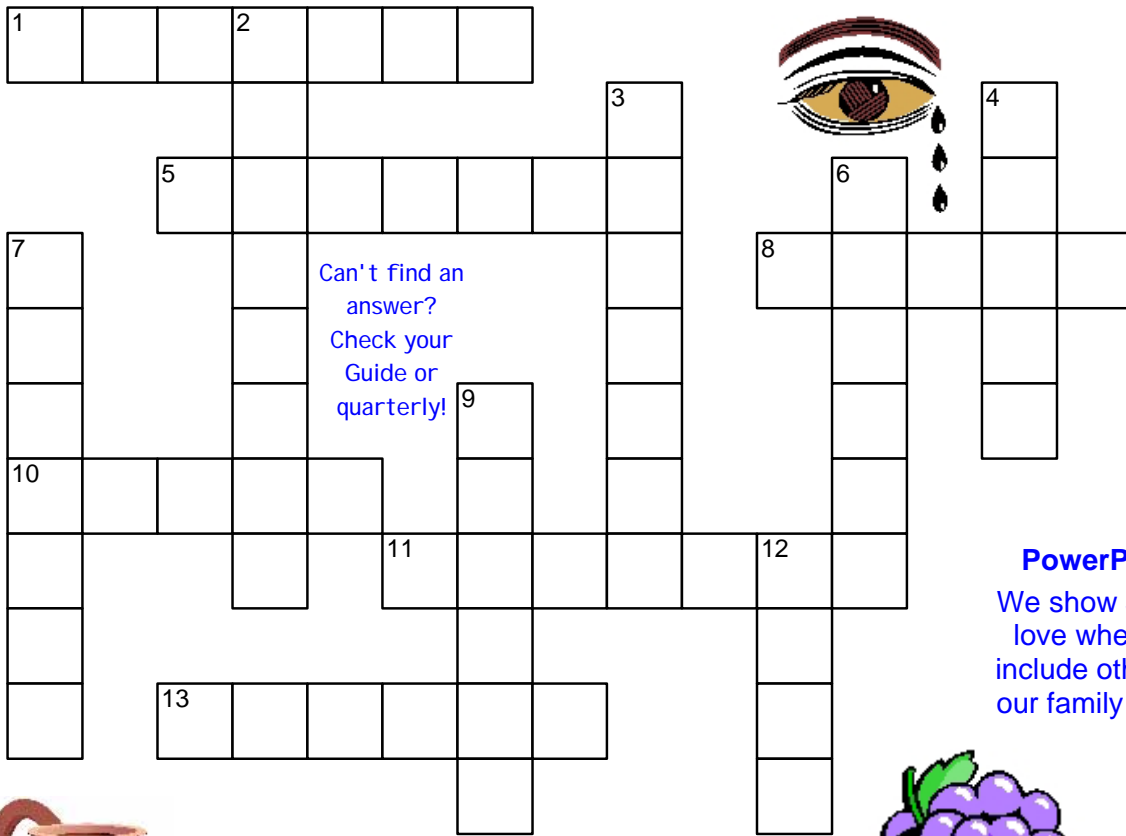 1
2
3
4
5
6
7
8
Can't find an
answer?
Check your
Guide or
quarterly!
9
10
11
12
PowerP
We show
love whe
include oth
our family
13